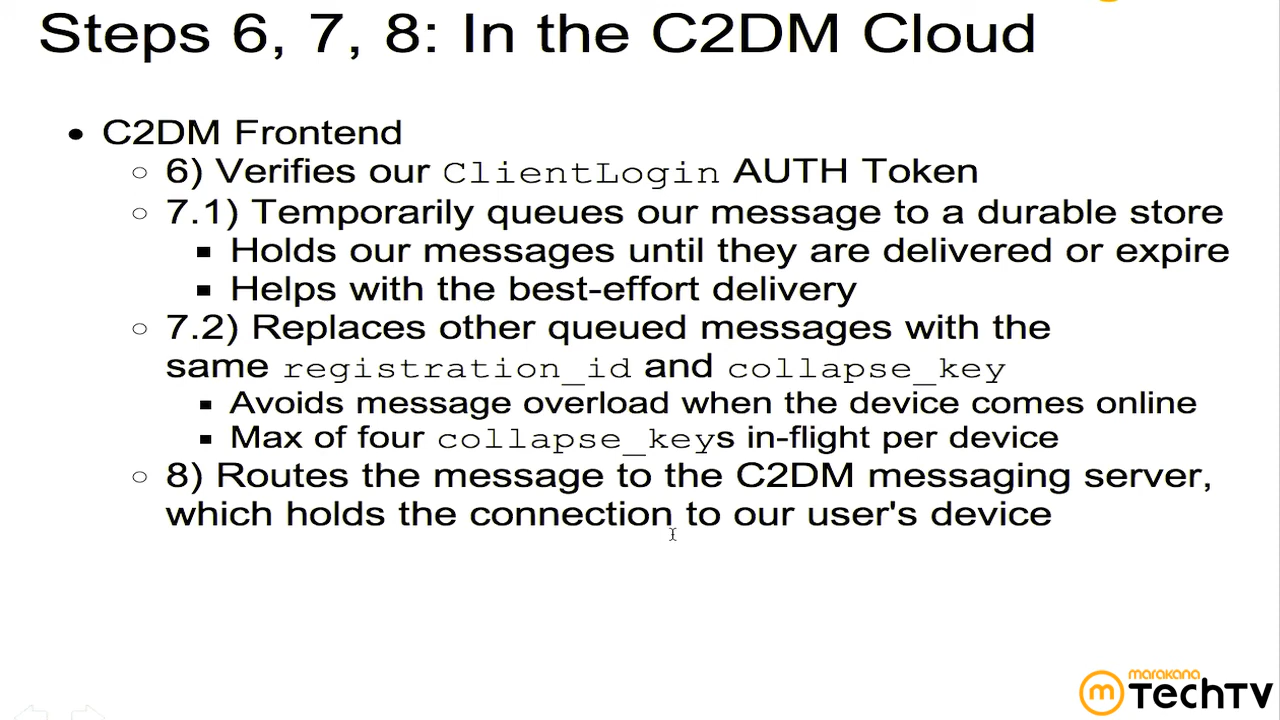 Steps 6, 7, 8: In the C2DM Cloud
• C2DM Frontend
○ 6) Verifies our ClientLogin AUTH Token
○ 7.1) Temporarily queues our message to a durable store
■ Holds our messages until they are delivered or expire
■ Helps with the best-effort delivery
○ 7.2) Replaces other queued messages with the
same registration_id and collapse_key
■ Avoids message overload when the device comes online
■ Max of four collapse_keys in-flight per device
○ 8) Routes the message to the C2DM messaging server,
which holds the connection to our user's device
marakana
m TechTV